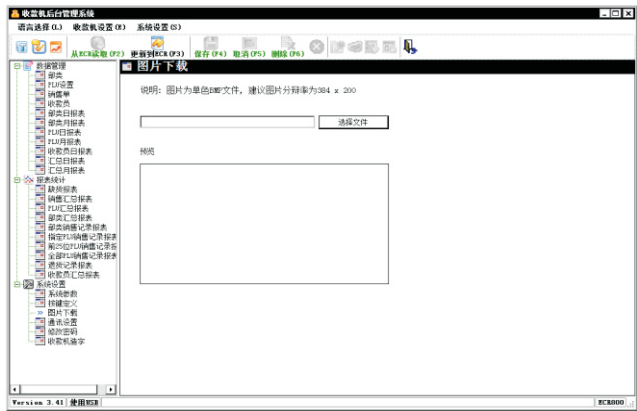 收款机后台管理系统
语言选择(L) 收款机设置(M) 系统设置(S)
从ECR读取(F2) 更新到ECR(F3) 保存(F4) 取消(F5) 删除(F6)
数据管理
部类
PLU设置
销售单
收款员
部类日报表
部类月报表
PLU日报表
PLU月报表
收款员日报表
汇总日报表
汇总月报表
报表统计
缺货报表
销售汇总报表
PLU汇总报表
部类汇总报表
部类销售记录报表
指定PLU销售记录报表
前25位PLU销售记录报
全部PLU销售记录报表
退货记录报表
收款员汇总报表
系统设置
系统参数
按键定义
图片下载
通讯设置
修改密码
收款机造字
图片下载
说明: 图片为单色BMP文件, 建议图片分辩率为384 x 200
选择文件
预览
Version 3.41 使用USB ECR800